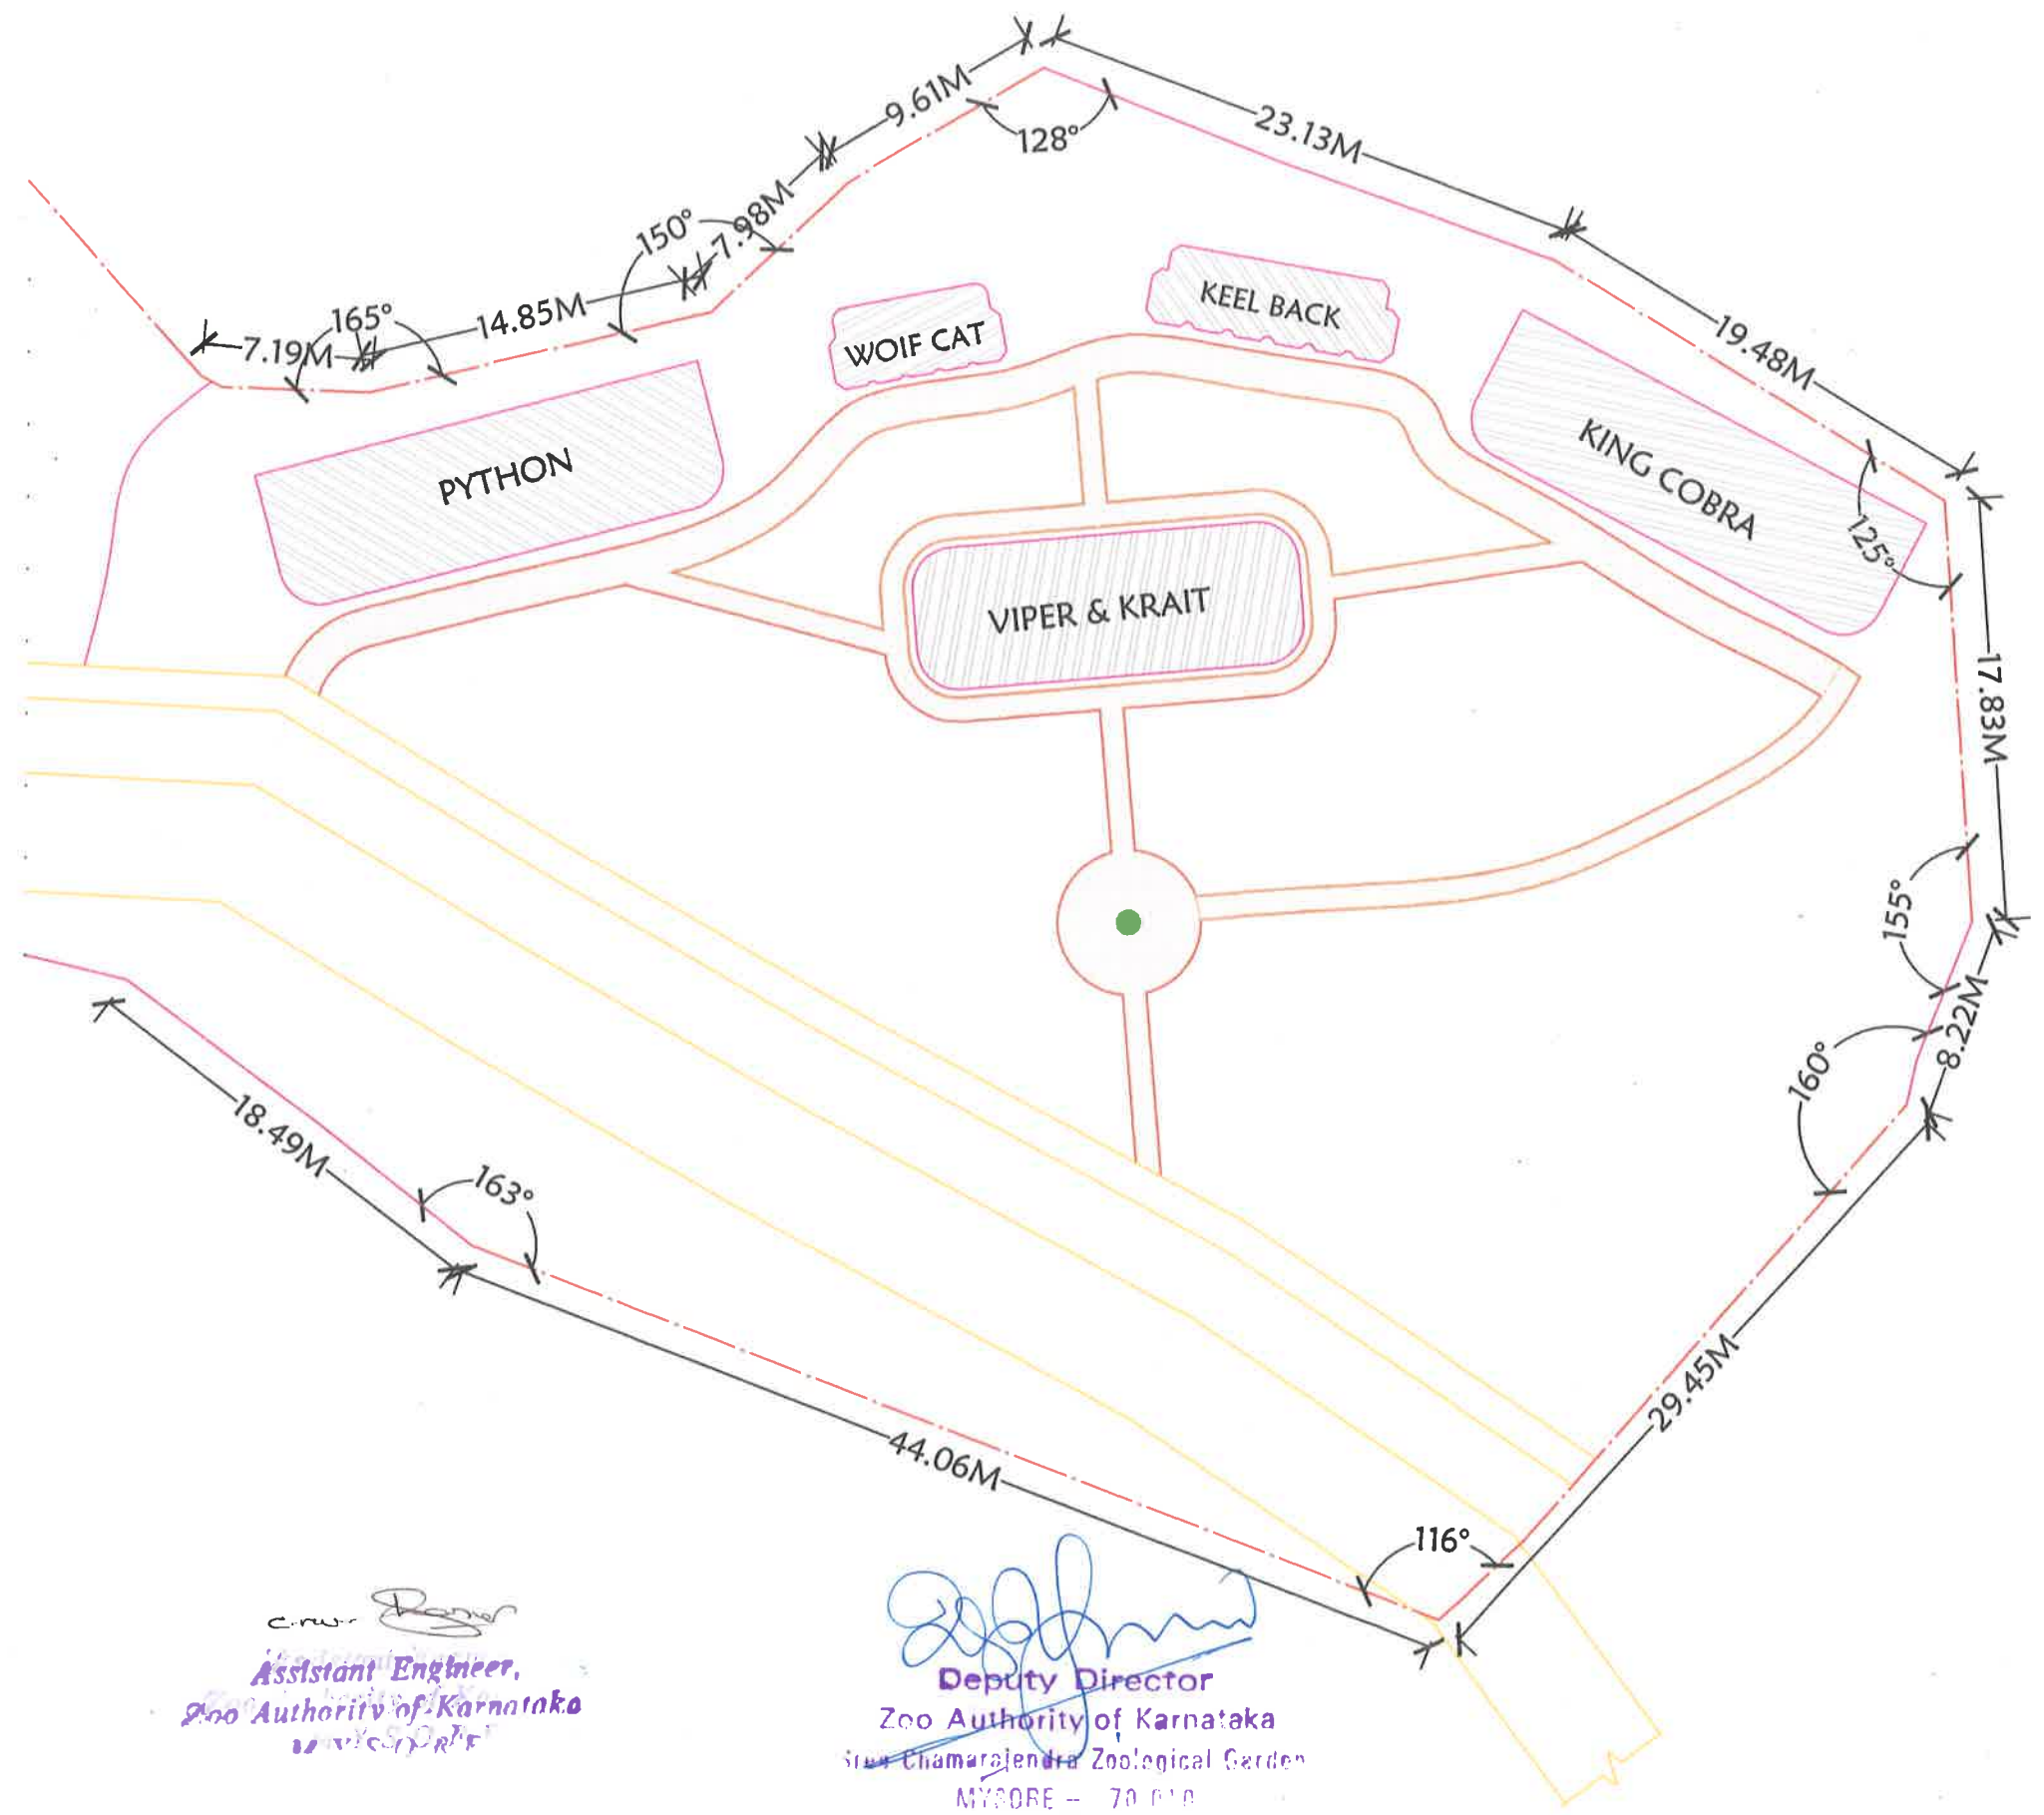 9.61M
23.13M
128°
7.98M
150°
14.85M
165°
7.19M
19.48M
KEEL BACK
WOIF CAT
KING COBRA
PYTHON
125°
VIPER & KRAIT
17.83M
155°
8.22M
160°
18.49M
163°
29.45M
44.06M
116°
Assistant Engineer,
Zoo Authority of Karnataka
Deputy Director
Zoo Authority of Karnataka
Chamarajendra Zoological Garden
MYSORE –